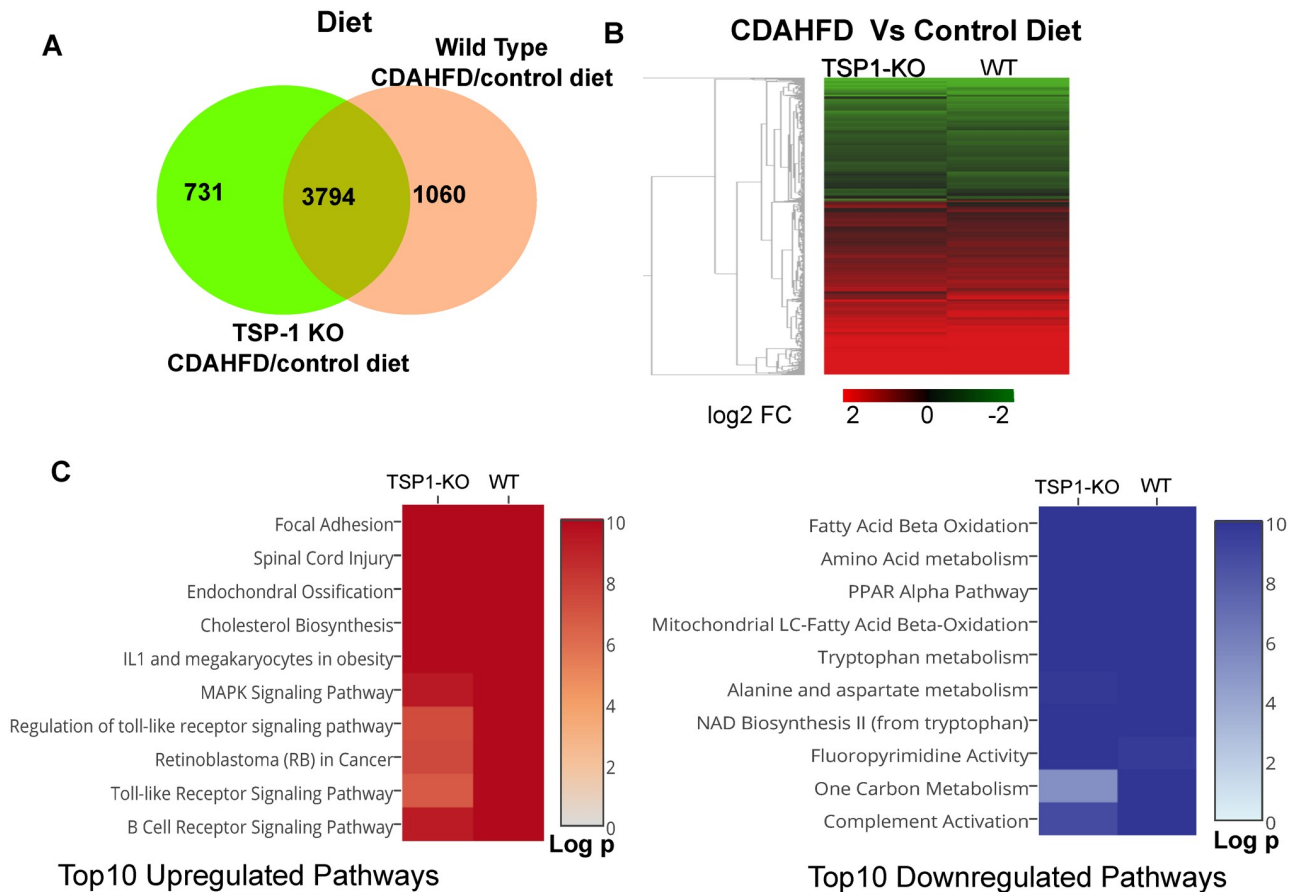 A
Diet
Wild Type
CDAHFD/control diet
731
3794
1060
TSP-1 KO
CDAHFD/control diet
B
CDAHFD Vs Control Diet
TSP1-KO
WT
log2 FC
2
0
-2
C
TSP1-KO
WT
Focal Adhesion
Spinal Cord Injury
Endochondral Ossification
Cholesterol Biosynthesis
IL1 and megakaryocytes in obesity
MAPK Signaling Pathway
Regulation of toll-like receptor signaling pathway
Retinoblastoma (RB) in Cancer
Toll-like Receptor Signaling Pathway
B Cell Receptor Signaling Pathway
10
8
6
4
2
0
Log p
Top10 Upregulated Pathways
TSP1-KO
WT
Fatty Acid Beta Oxidation
Amino Acid metabolism
PPAR Alpha Pathway
Mitochondrial LC-Fatty Acid Beta-Oxidation
Tryptophan metabolism
Alanine and aspartate metabolism
NAD Biosynthesis II (from tryptophan)
Fluoropyrimidine Activity
One Carbon Metabolism
Complement Activation
10
8
6
4
2
0
Log p
Top10 Downregulated Pathways